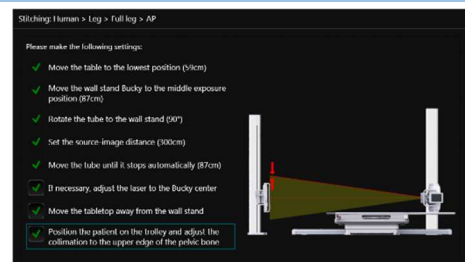 Stitching: Human > Leg > Full leg > AP
Please make the following settings:
Move the table to the lowest position (59cm)
Move the wall stand Bucky to the middle exposure
position (87cm)
Rotate the tube to the wall stand (90°)
Set the source-image distance (300cm)
Move the tube until it stops automatically (87cm)
If necessary, adjust the laser to the Bucky center
Move the tabletop away from the wall stand
Position the patient on the trolley and adjust the
collimation to the upper edge of the pelvic bone